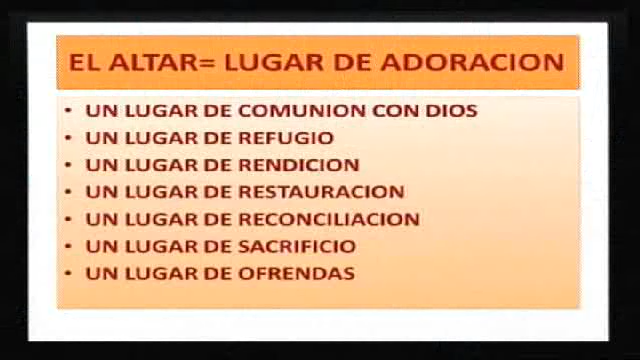 EL ALTAR= LUGAR DE ADORACION
• UN LUGAR DE COMUNION CON DIOS
• UN LUGAR DE REFUGIO
• UN LUGAR DE RENDICION
• UN LUGAR DE RESTAURACION
• UN LUGAR DE RECONCILIACION
• UN LUGAR DE SACRIFICIO
• UN LUGAR DE OFRENDAS